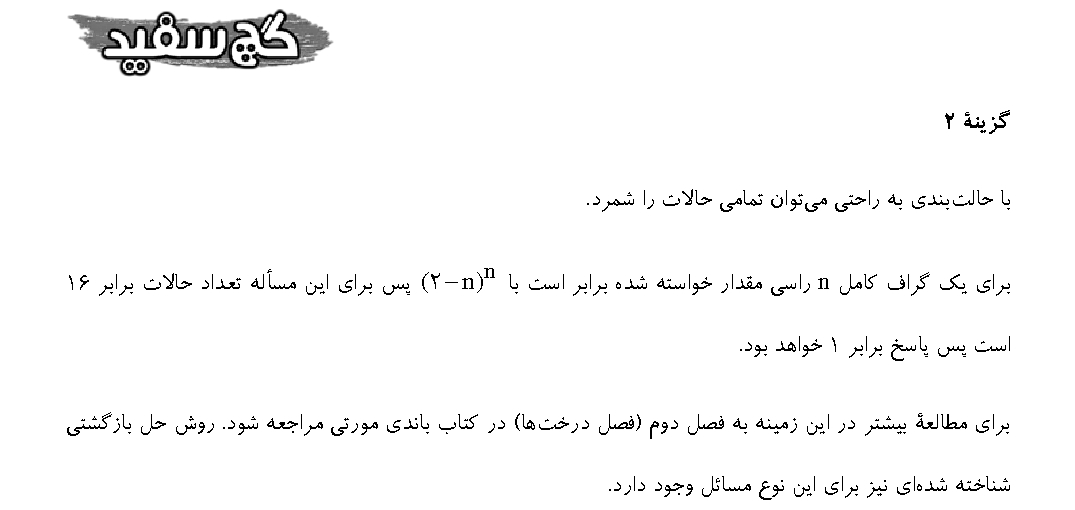 گچ سفید
گزینهٔ ۲
با حالت‌بندی به راحتی می‌توان تمامی حالات را شمرد.
برای یک گراف کامل n راسی مقدار خواسته شده برابر است با (۲−n)^n پس برای این مسأله تعداد حالات برابر ۱۶
است پس پاسخ برابر ۱ خواهد بود.
برای مطالعهٔ بیشتر در این زمینه به فصل دوم (فصل درخت‌ها) در کتاب باندی مورتی مراجعه شود. روش حل بازگشتی
شناخته شده‌ای نیز برای این نوع مسائل وجود دارد.